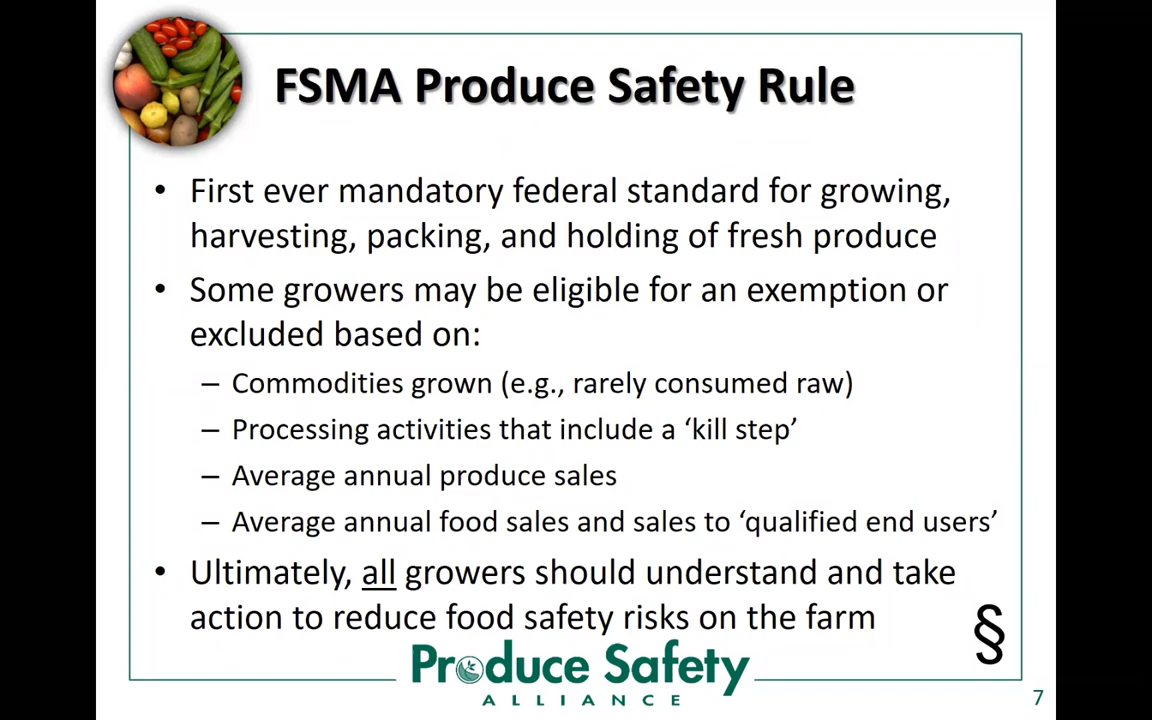 FSMA Produce Safety Rule
• First ever mandatory federal standard for growing,
harvesting, packing, and holding of fresh produce
• Some growers may be eligible for an exemption or
excluded based on:
– Commodities grown (e.g., rarely consumed raw)
– Processing activities that include a ‘kill step’
– Average annual produce sales
– Average annual food sales and sales to ‘qualified end users’
• Ultimately, all growers should understand and take
action to reduce food safety risks on the farm
§
Produce Safety
ALLIANCE
7